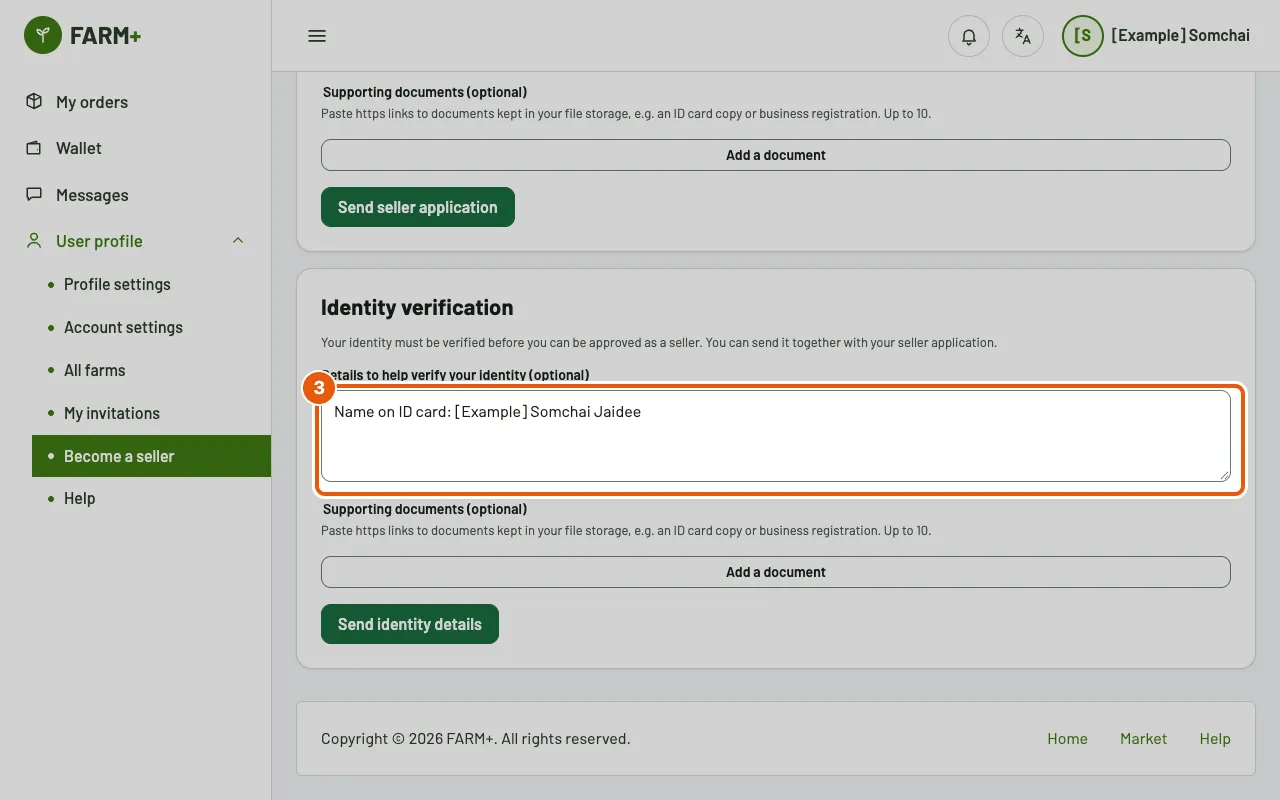 FARM+
[S
[Example] Somchai
My orders
Wallet
Messages
User profile
Profile settings
Account settings
All farms
My invitations
Become a seller
Help
Supporting documents (optional)
Paste https links to documents kept in your file storage, e.g. an ID card copy or business registration. Up to 10.
Add a document
Send seller application
Identity verification
Your identity must be verified before you can be approved as a seller. You can send it together with your seller application.
Details to help verify your identity (optional)
3
Name on ID card: [Example] Somchai Jaidee
Supporting documents (optional)
Paste https links to documents kept in your file storage, e.g. an ID card copy or business registration. Up to 10.
Add a document
Send identity details
Copyright © 2026 FARM+. All rights reserved.
Home
Market
Help